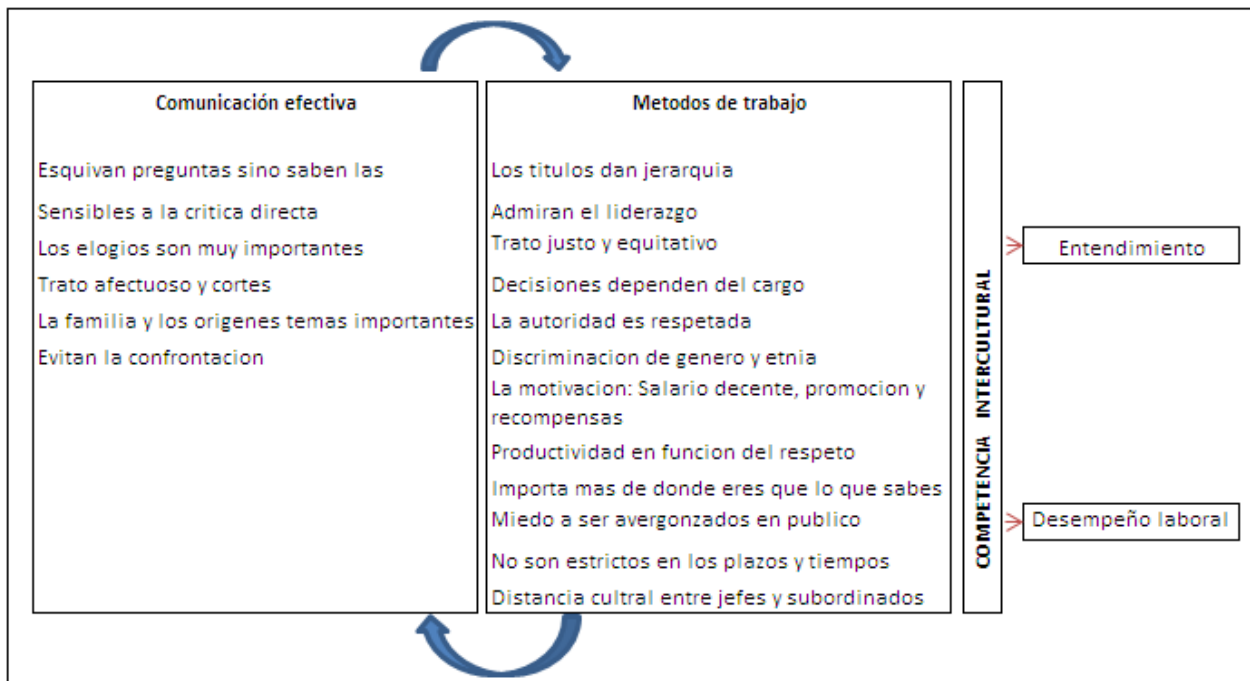 Comunicación efectiva
Esquivan preguntas sino saben las
Sensibles a la critica directa
Los elogios son muy importantes
Trato afectuoso y cortes
La familia y los origenes temas importantes
Evitan la confrontacion
Metodos de trabajo
Los titulos dan jerarquia
Admiran el liderazgo
Trato justo y equitativo
Decisiones dependen del cargo
La autoridad es respetada
Discriminacion de genero y etnia
La motivacion: Salario decente, promocion y
recompensas
Productividad en funcion del respeto
Importa mas de donde eres que lo que sabes
Miedo a ser avergonzados en publico
No son estrictos en los plazos y tiempos
Distancia cultral entre jefes y subordinados
COMPETENCIA INTERCULTURAL
Entendimiento
Desempeño laboral